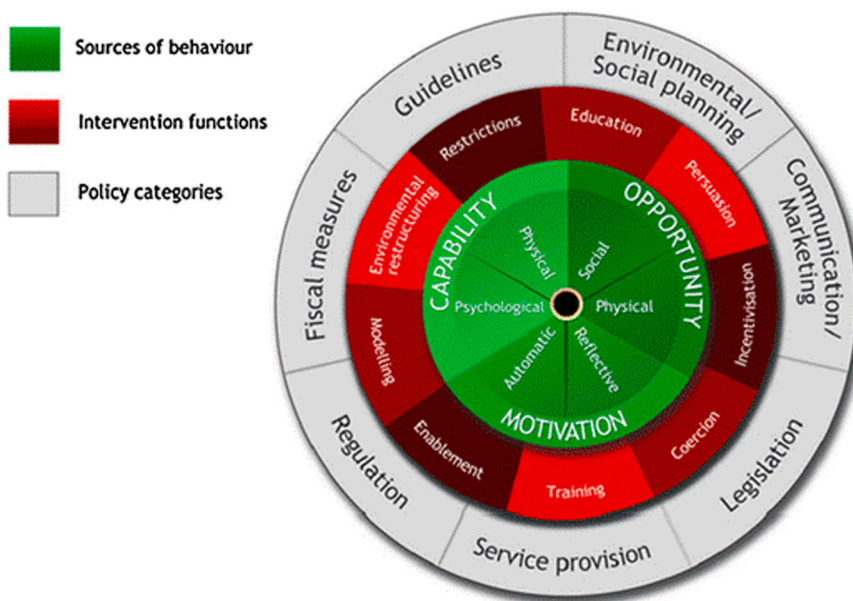 Sources of behaviour
Intervention functions
Policy categories
Guidelines
Environmental/
Social planning
Communication/
Marketing
Legislation
Service provision
Regulation
Fiscal measures
Restrictions
Education
Persuasion
Incentivisation
Coercion
Training
Enablement
Modelling
Environmental
restructuring
CAPABILITY
OPPORTUNITY
MOTIVATION
Physical
Social
Physical
Reflective
Automatic
Psychological